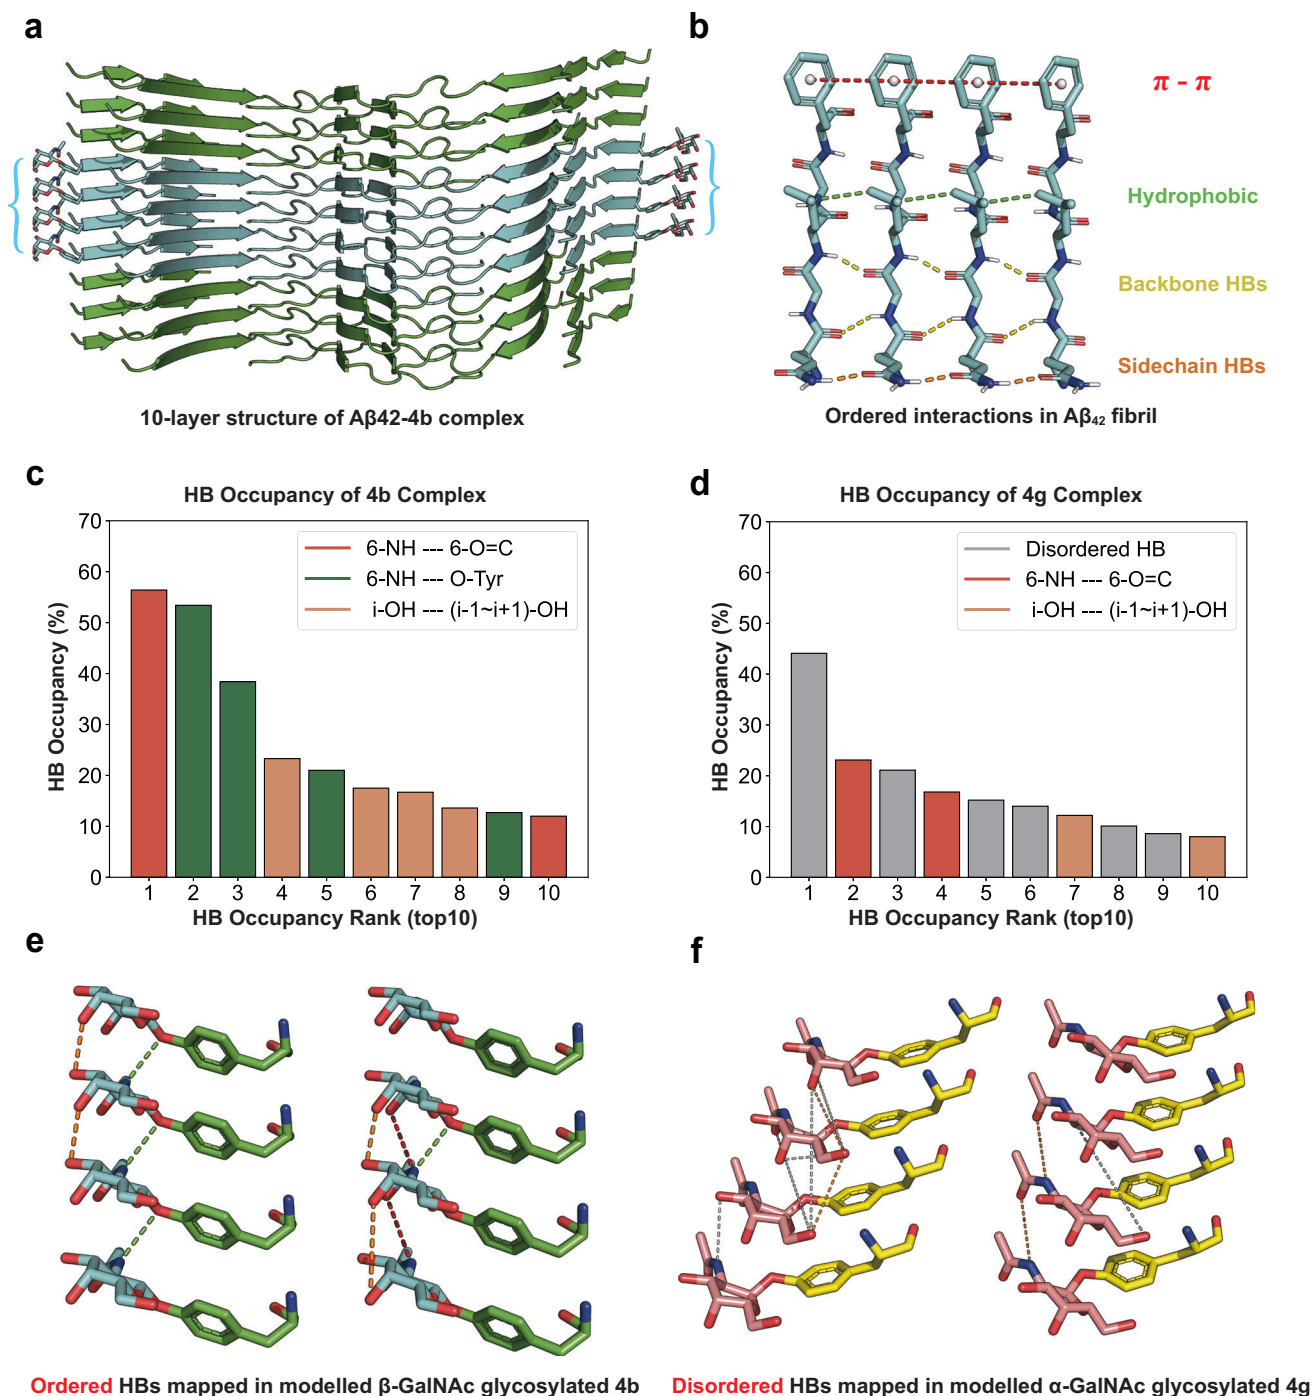 a
b
π - π
Hydrophobic
Backbone HBs
Sidechain HBs
10-layer structure of Aβ42-4b complex
Ordered interactions in Aβ₄₂ fibril
c
HB Occupancy of 4b Complex
HB Occupancy (%)
70
60
50
40
30
20
10
0
6-NH --- 6-O=C
6-NH --- O-Tyr
i-OH --- (i-1~i+1)-OH
1 2 3 4 5 6 7 8 9 10
HB Occupancy Rank (top10)
d
HB Occupancy of 4g Complex
HB Occupancy (%)
70
60
50
40
30
20
10
0
Disordered HB
6-NH --- 6-O=C
i-OH --- (i-1~i+1)-OH
1 2 3 4 5 6 7 8 9 10
HB Occupancy Rank (top10)
e
f
Ordered HBs mapped in modelled β-GalNAc glycosylated 4b
Disordered HBs mapped in modelled α-GalNAc glycosylated 4g